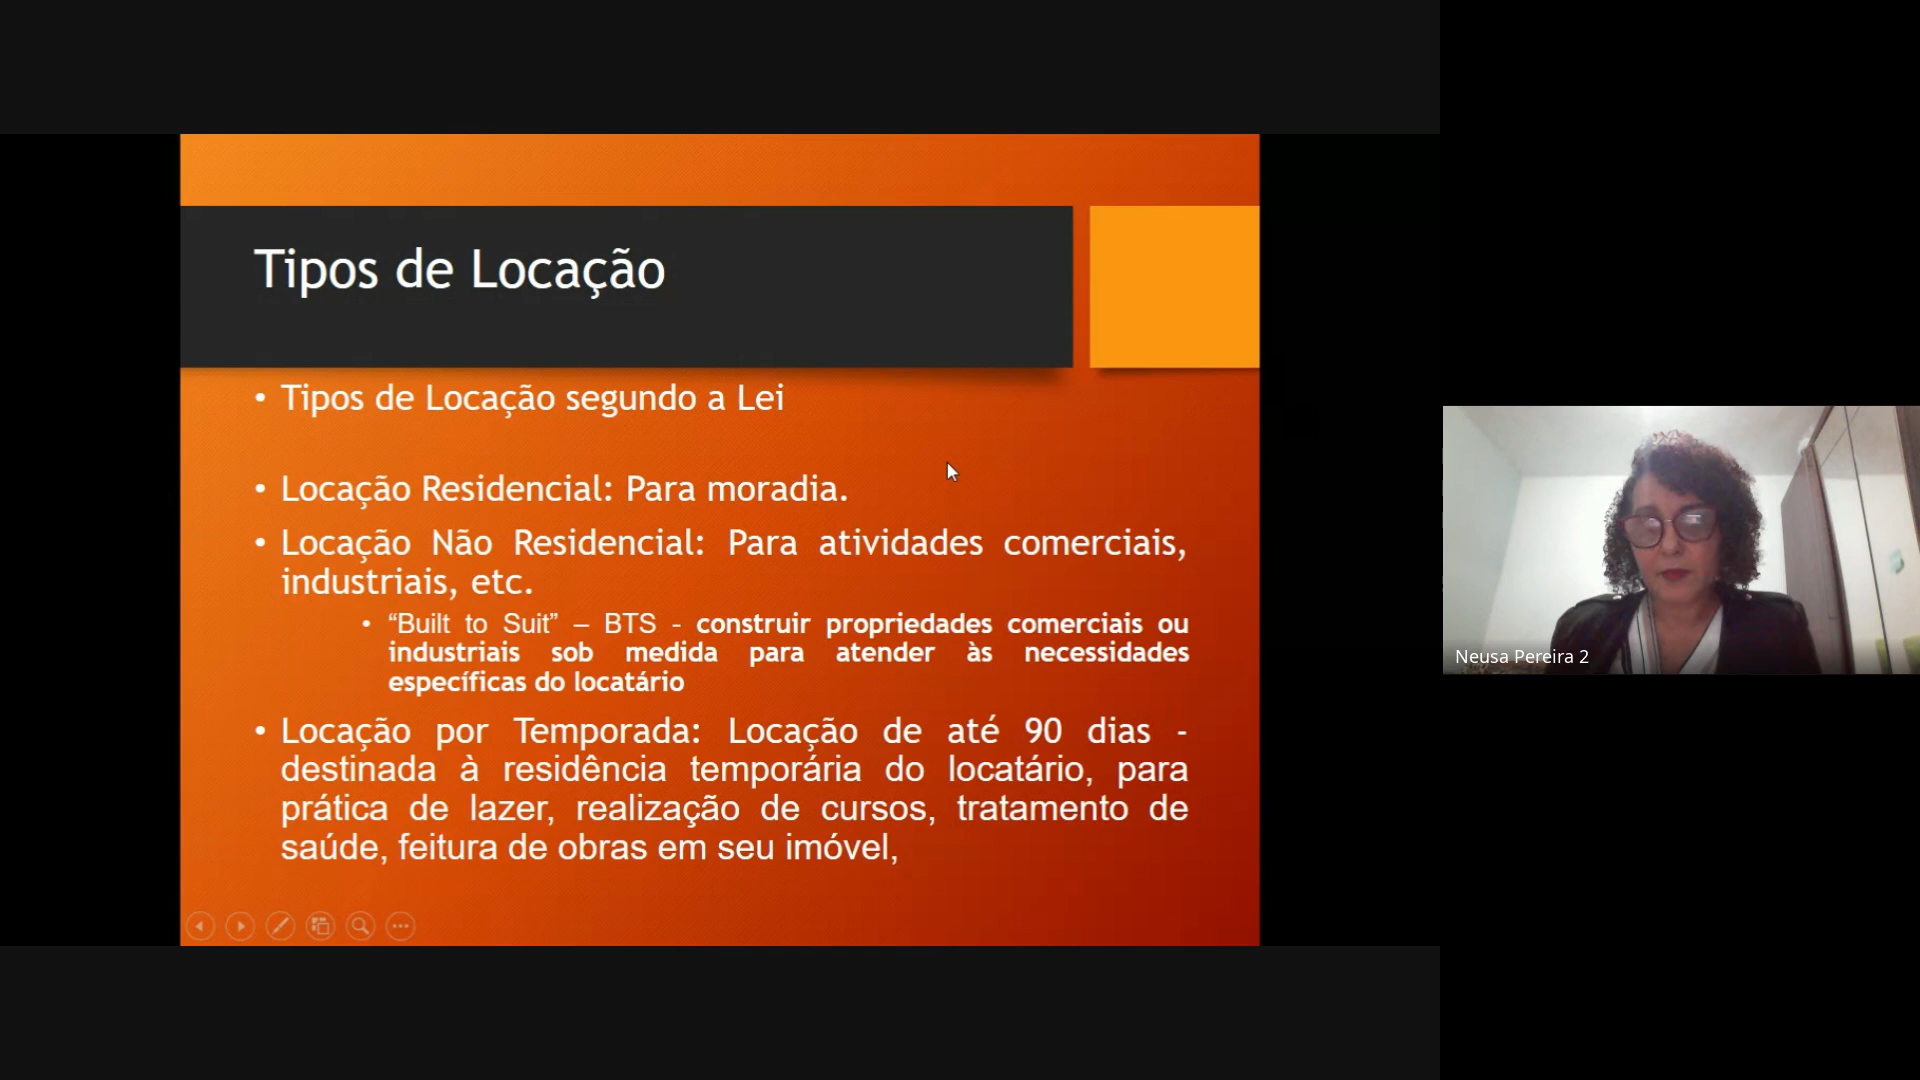 Tipos de Locação
• Tipos de Locação segundo a Lei
• Locação Residencial: Para moradia.
• Locação Não Residencial: Para atividades comerciais,
industriais, etc.
• “Built to Suit” – BTS - construir propriedades comerciais ou
industriais sob medida para atender às necessidades
específicas do locatário
• Locação por Temporada: Locação de até 90 dias -
destinada à residência temporária do locatário, para
prática de lazer, realização de cursos, tratamento de
saúde, feitura de obras em seu imóvel,
Neusa Pereira 2